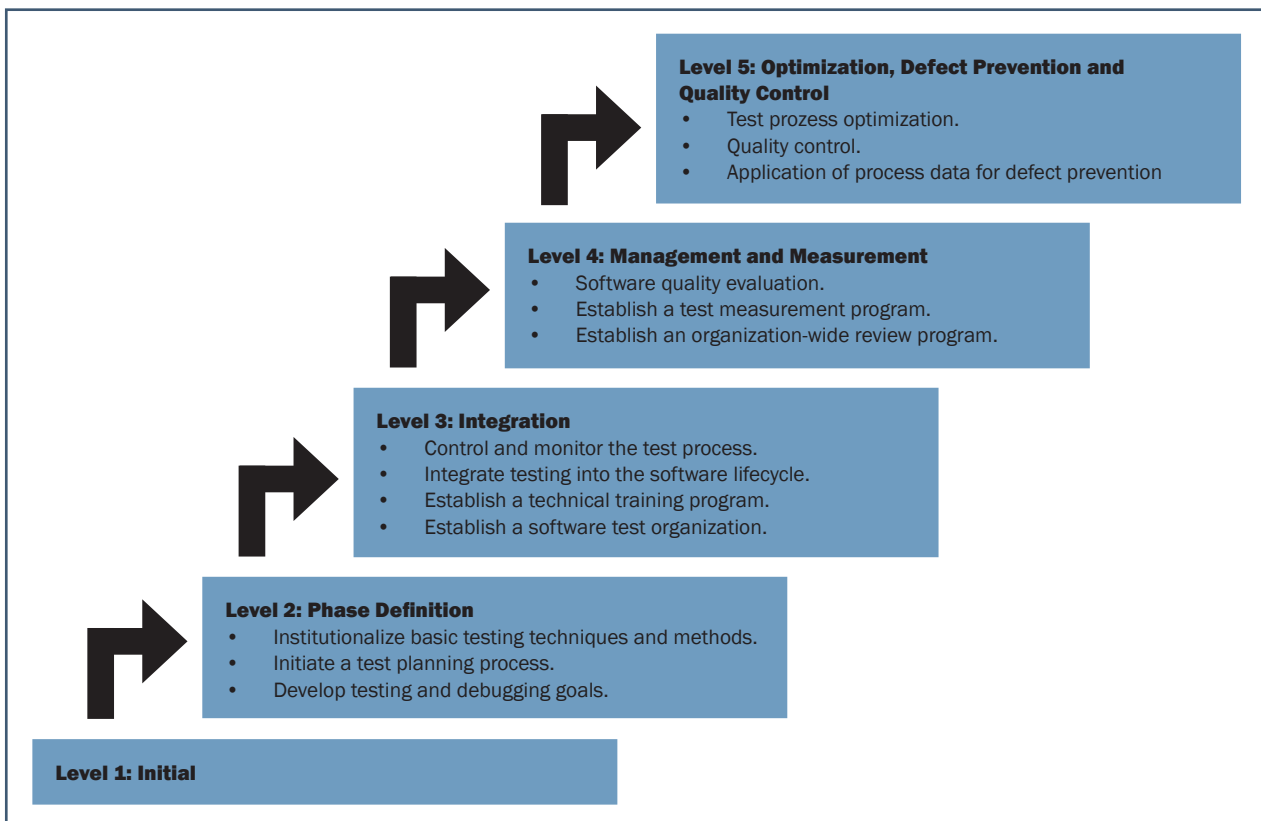 Level 5: Optimization, Defect Prevention and
Quality Control
• Test prozess optimization.
• Quality control.
• Application of process data for defect prevention
Level 4: Management and Measurement
• Software quality evaluation.
• Establish a test measurement program.
• Establish an organization-wide review program.
Level 3: Integration
• Control and monitor the test process.
• Integrate testing into the software lifecycle.
• Establish a technical training program.
• Establish a software test organization.
Level 2: Phase Definition
• Institutionalize basic testing techniques and methods.
• Initiate a test planning process.
• Develop testing and debugging goals.
Level 1: Initial